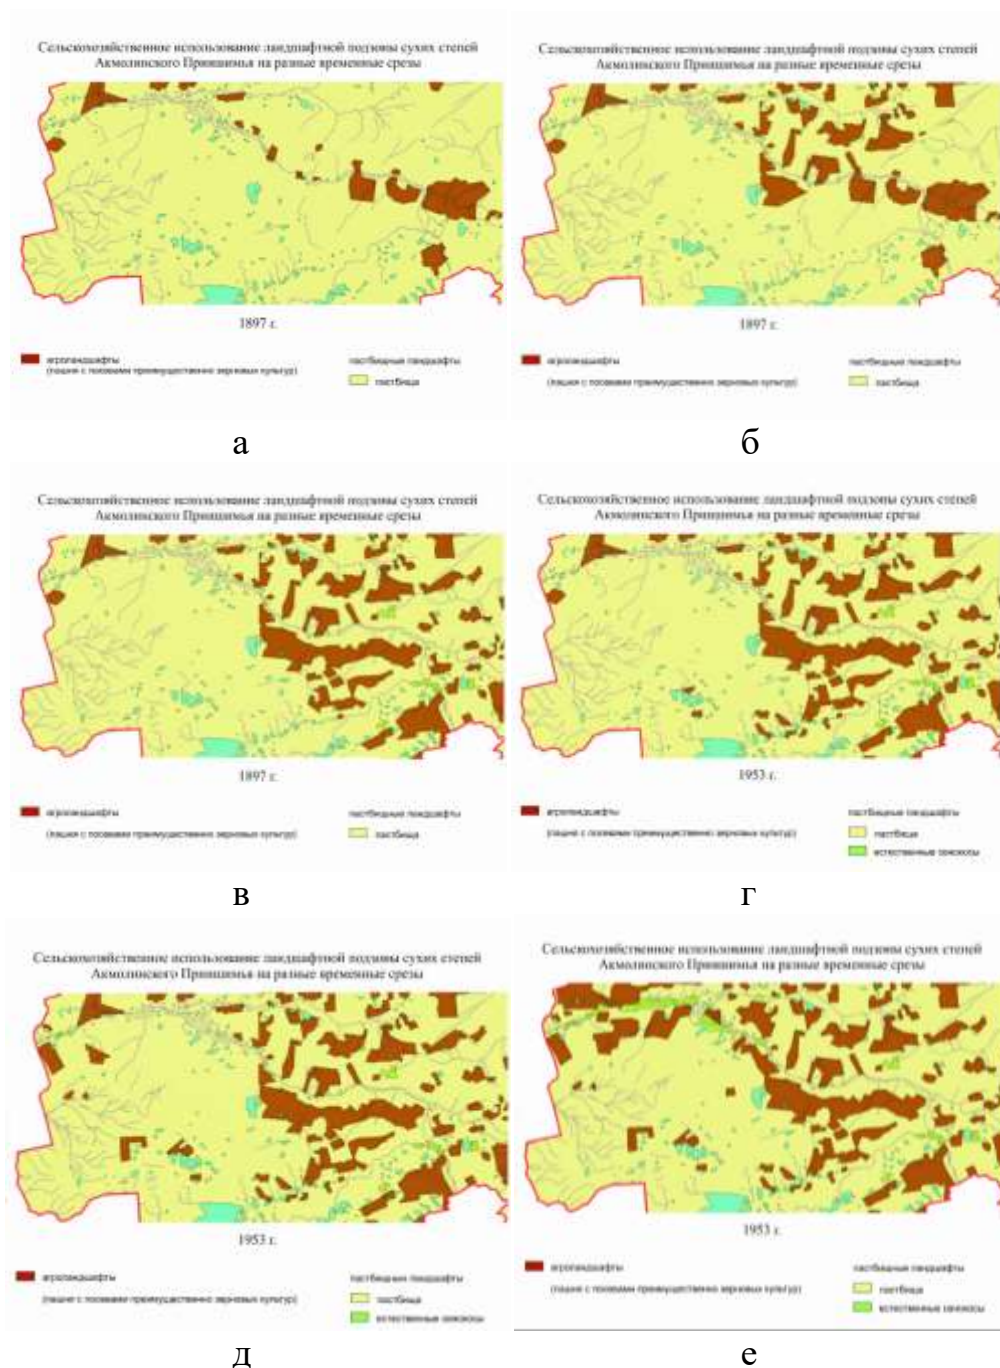 Сельскохозяйственное использование ландшафтной подзоны сухих степей
Акмолинского Приишимья на разные временные срезы
1897 г.
агроландшафты
(пашня с посевами преимущественно зерновых культур)
пастбищные ландшафты
пастбища
а
Сельскохозяйственное использование ландшафтной подзоны сухих степей
Акмолинского Приишимья на разные временные срезы
1897 г.
агроландшафты
(пашня с посевами преимущественно зерновых культур)
пастбищные ландшафты
пастбища
б
Сельскохозяйственное использование ландшафтной подзоны сухих степей
Акмолинского Приишимья на разные временные срезы
1897 г.
агроландшафты
(пашня с посевами преимущественно зерновых культур)
пастбищные ландшафты
пастбища
в
Сельскохозяйственное использование ландшафтной подзоны сухих степей
Акмолинского Приишимья на разные временные срезы
1953 г.
агроландшафты
(пашня с посевами преимущественно зерновых культур)
пастбищные ландшафты
пастбища
естественные сенокосы
г
Сельскохозяйственное использование ландшафтной подзоны сухих степей
Акмолинского Приишимья на разные временные срезы
1953 г.
агроландшафты
(пашня с посевами преимущественно зерновых культур)
пастбищные ландшафты
пастбища
естественные сенокосы
д
Сельскохозяйственное использование ландшафтной подзоны сухих степей
Акмолинского Приишимья на разные временные срезы
1953 г.
агроландшафты
(пашня с посевами преимущественно зерновых культур)
пастбищные ландшафты
пастбища
естественные сенокосы
е